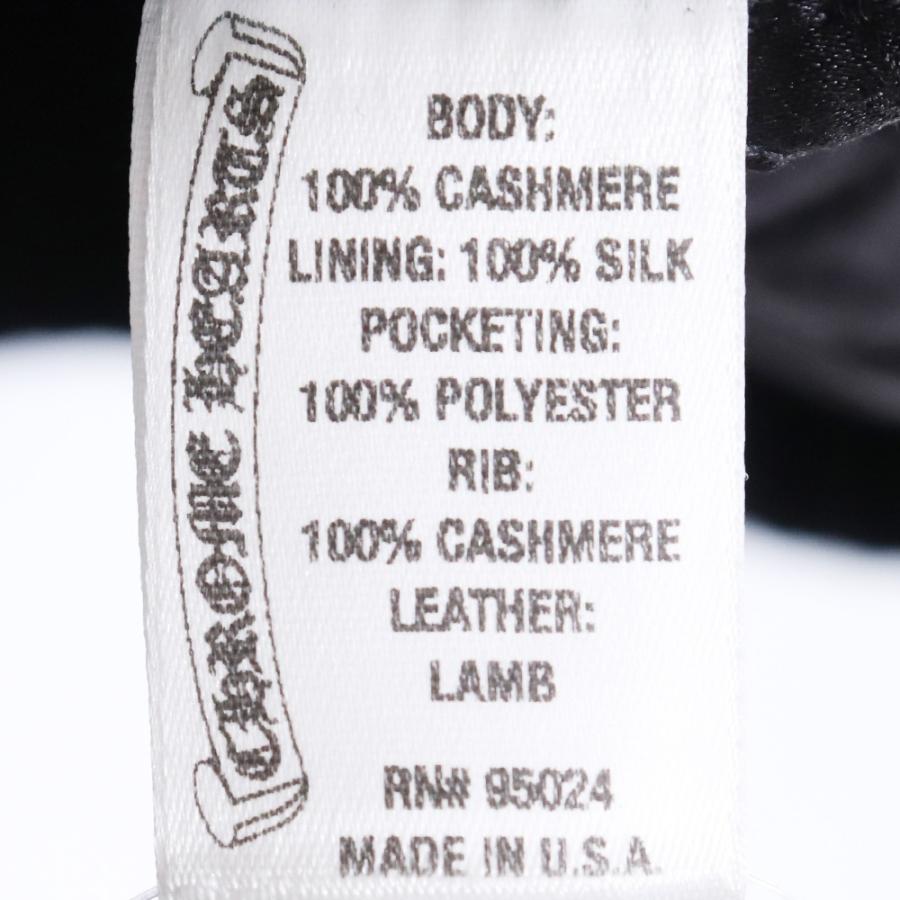 CHROME HEARTS
BODY:
100% CASHMERE
LINING: 100% SILK
POCKETING:
100% POLYESTER
RIB:
100% CASHMERE
LEATHER:
LAMB
RN# 95024
MADE IN U.S.A.